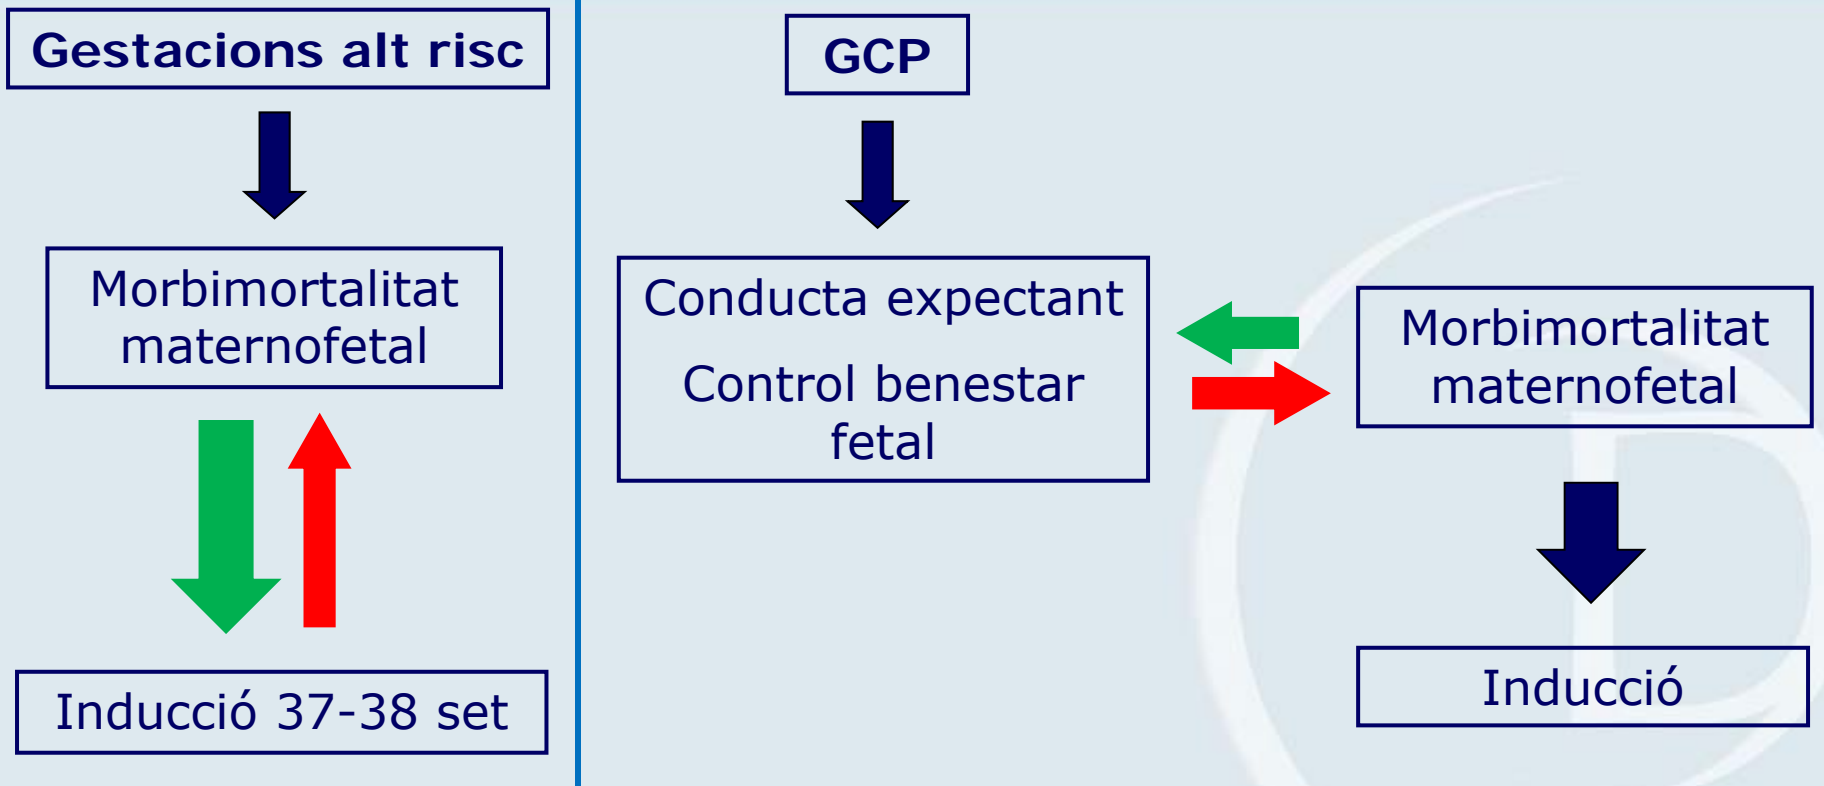 Gestacions alt risc
Morbimortalitat
maternofetal
Inducció 37-38 set
GCP
Conducta expectant
Control benestar
fetal
Morbimortalitat
maternofetal
Inducció